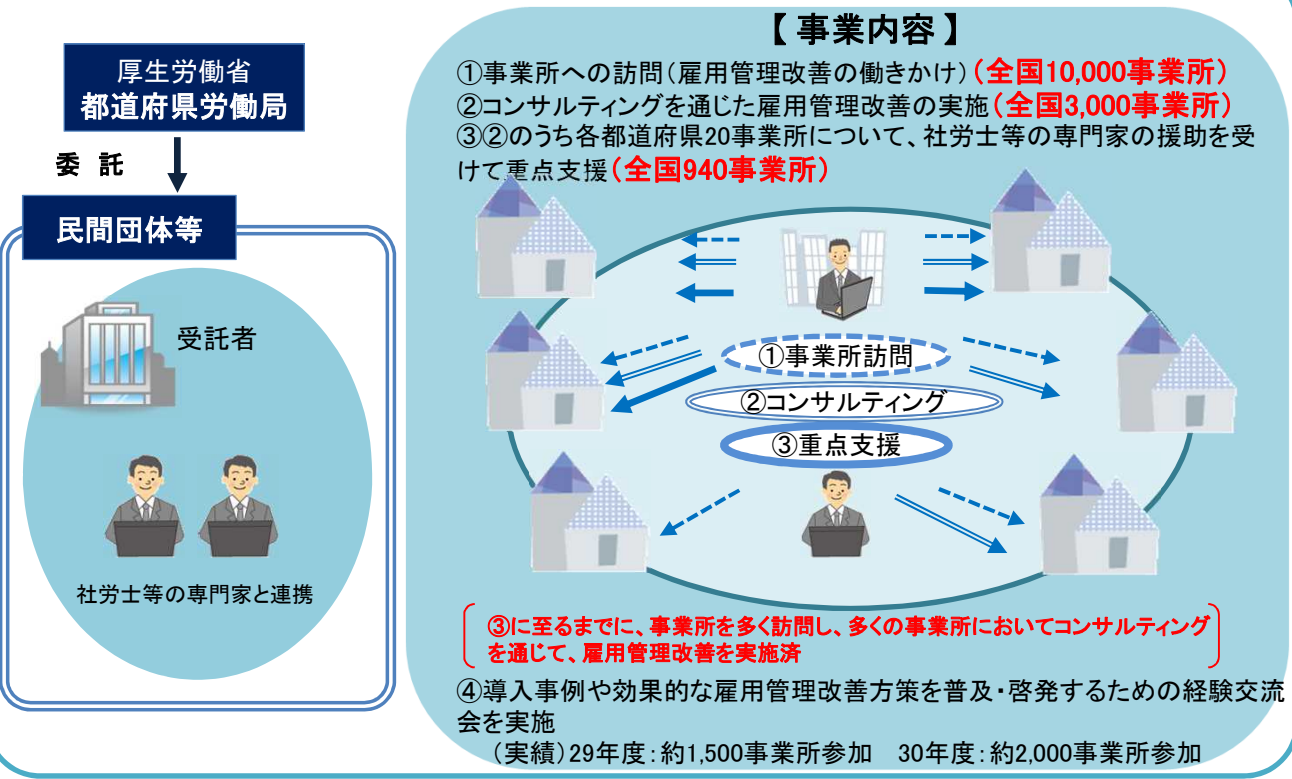 厚生労働省
都道府県労働局
委 託
民間団体等
受託者
社労士等の専門家と連携
【 事業内容 】
①事業所への訪問(雇用管理改善の働きかけ)(全国10,000事業所)
②コンサルティングを通じた雇用管理改善の実施(全国3,000事業所)
③②のうち各都道府県20事業所について、社労士等の専門家の援助を受
けて重点支援(全国940事業所)
①事業所訪問
②コンサルティング
③重点支援
③に至るまでに、事業所を多く訪問し、多くの事業所においてコンサルティング
を通じて、雇用管理改善を実施済
④導入事例や効果的な雇用管理改善方策を普及・啓発するための経験交流
会を実施
(実績)29年度:約1,500事業所参加 30年度:約2,000事業所参加